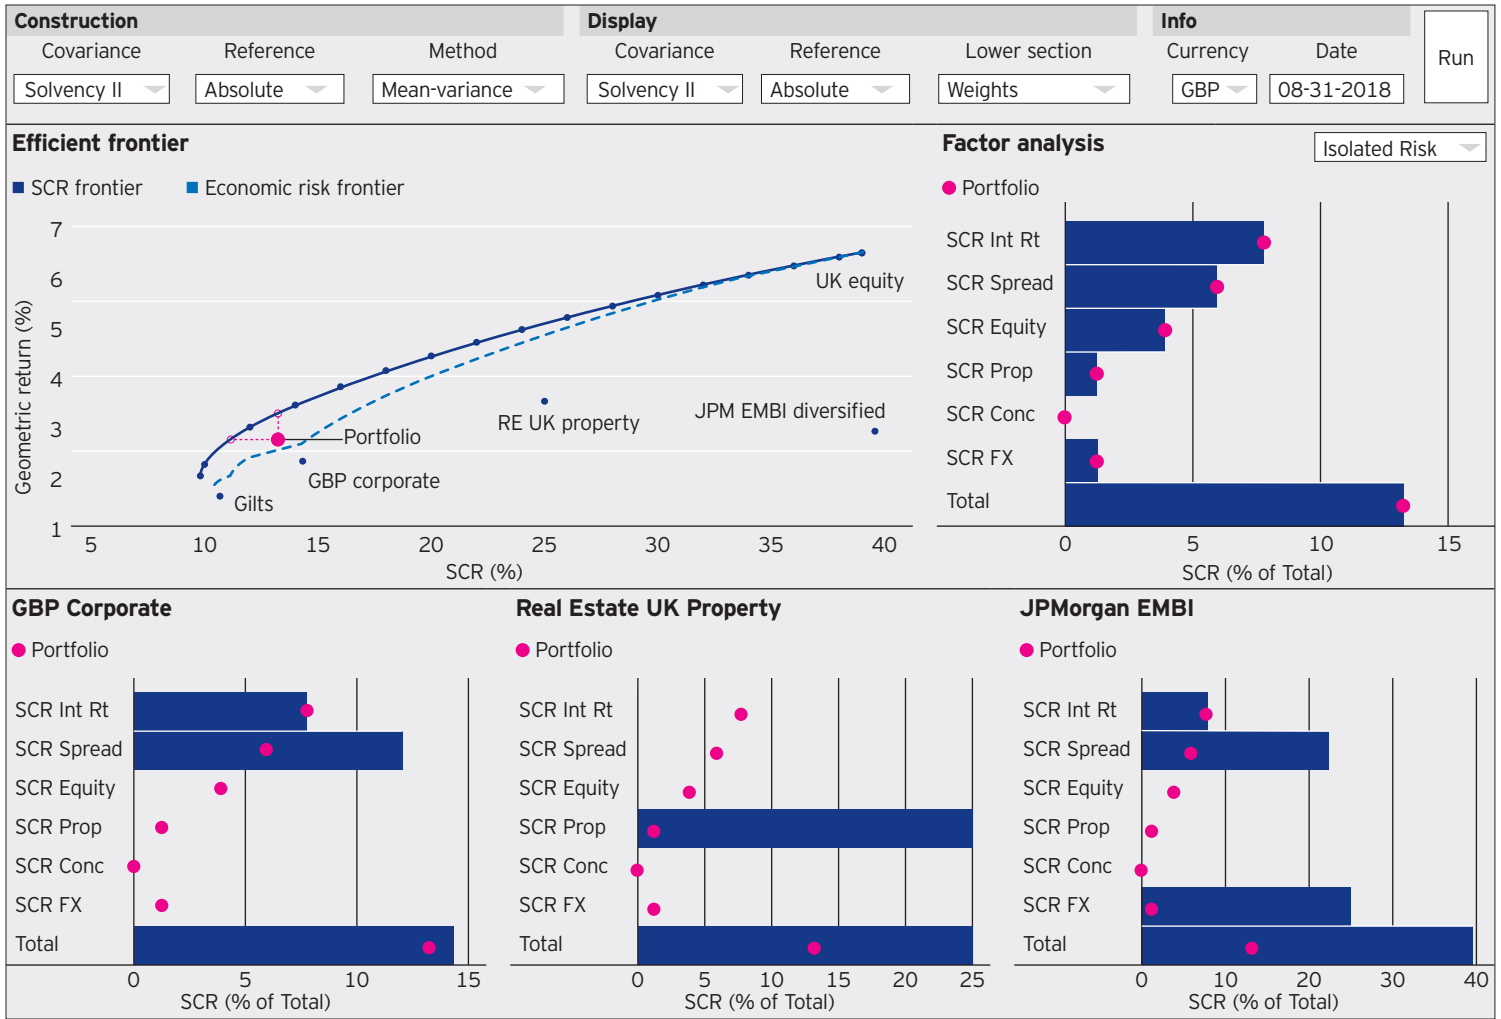 Construction
Display
Info
Covariance
Reference
Method
Covariance
Reference
Lower section
Currency
Date
Run
Solvency II
Absolute
Mean-variance
Solvency II
Absolute
Weights
GBP
08-31-2018
Efficient frontier
SCR frontier
Economic risk frontier
Geometric return (%)
7
6
5
4
3
2
1
UK equity
RE UK property
JPM EMBI diversified
Portfolio
GBP corporate
Gilts
5 10 15 20 25 30 35 40
SCR (%)
Factor analysis
Isolated Risk
Portfolio
SCR Int Rt
SCR Spread
SCR Equity
SCR Prop
SCR Conc
SCR FX
Total
0 5 10 15
SCR (% of Total)
GBP Corporate
Portfolio
SCR Int Rt
SCR Spread
SCR Equity
SCR Prop
SCR Conc
SCR FX
Total
0 5 10 15
SCR (% of Total)
Real Estate UK Property
Portfolio
SCR Int Rt
SCR Spread
SCR Equity
SCR Prop
SCR Conc
SCR FX
Total
0 5 10 15 20 25
SCR (% of Total)
JPMorgan EMBI
Portfolio
SCR Int Rt
SCR Spread
SCR Equity
SCR Prop
SCR Conc
SCR FX
Total
0 10 20 30 40
SCR (% of Total)